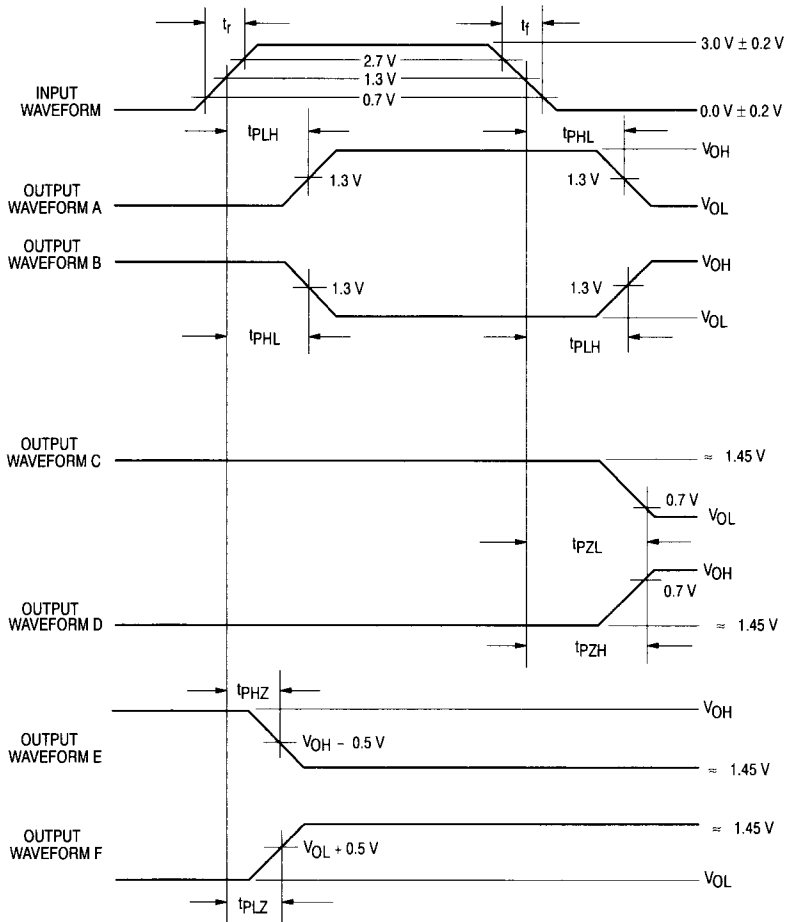 tr tf
3.0 V ± 0.2 V
2.7 V
1.3 V
INPUT
WAVEFORM
0.7 V
0.0 V ± 0.2 V
tPLH tPHL
VOH
1.3 V 1.3 V
OUTPUT
WAVEFORM A
VOL
OUTPUT
WAVEFORM B
VOH
1.3 V 1.3 V
VOL
tPHL tPLH
OUTPUT
WAVEFORM C
≈ 1.45 V
0.7 V
VOL
tPZL
VOH
0.7 V
OUTPUT
WAVEFORM D
≈ 1.45 V
tPZH
tPHZ
VOH
OUTPUT
WAVEFORM E
VOH – 0.5 V
≈ 1.45 V
OUTPUT
WAVEFORM F
≈ 1.45 V
VOL + 0.5 V
VOL
tPLZ